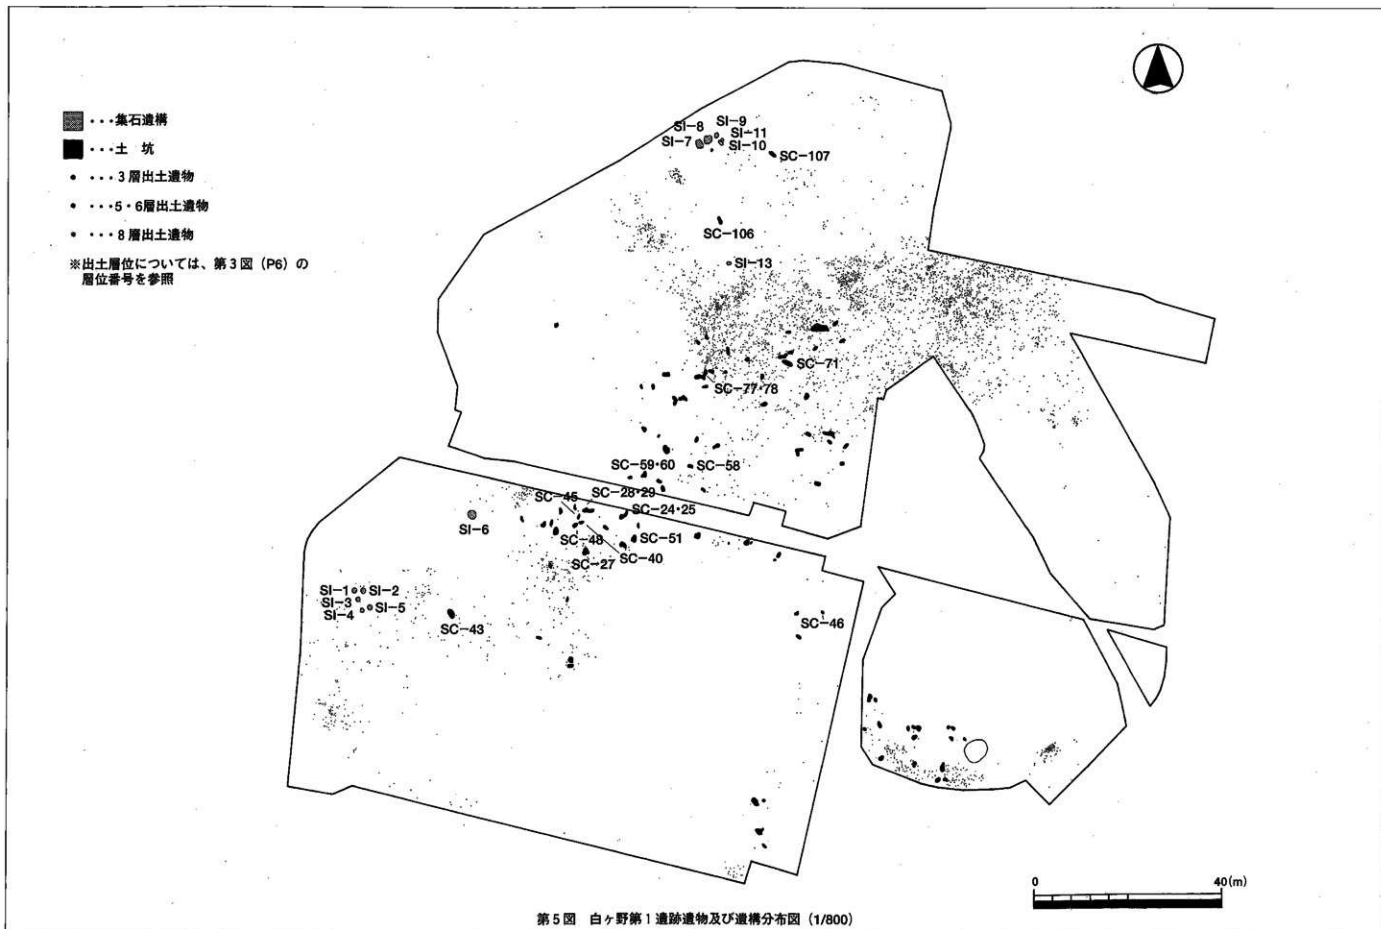 ・・・集石遺構
・・・土　坑
・・・3層出土遺物
・・・5・6層出土遺物
・・・8層出土遺物
※出土層位については、第3図（P6）の
層位番号を参照
SI-9
SI-8
SI-11
SI-7
SI-10
SC-107
SC-106
SI-13
SC-71
SC-77・78
SC-59・60
SC-58
SC-45
SC-28・29
SC-24・25
SI-6
SC-48
SC-51
SC-40
SC-27
SI-1
SI-2
SI-3
SI-5
SI-4
SC-43
SC-46
0
40(m)
第5図　白ヶ野第1遺跡遺物及び遺構分布図（1/800）